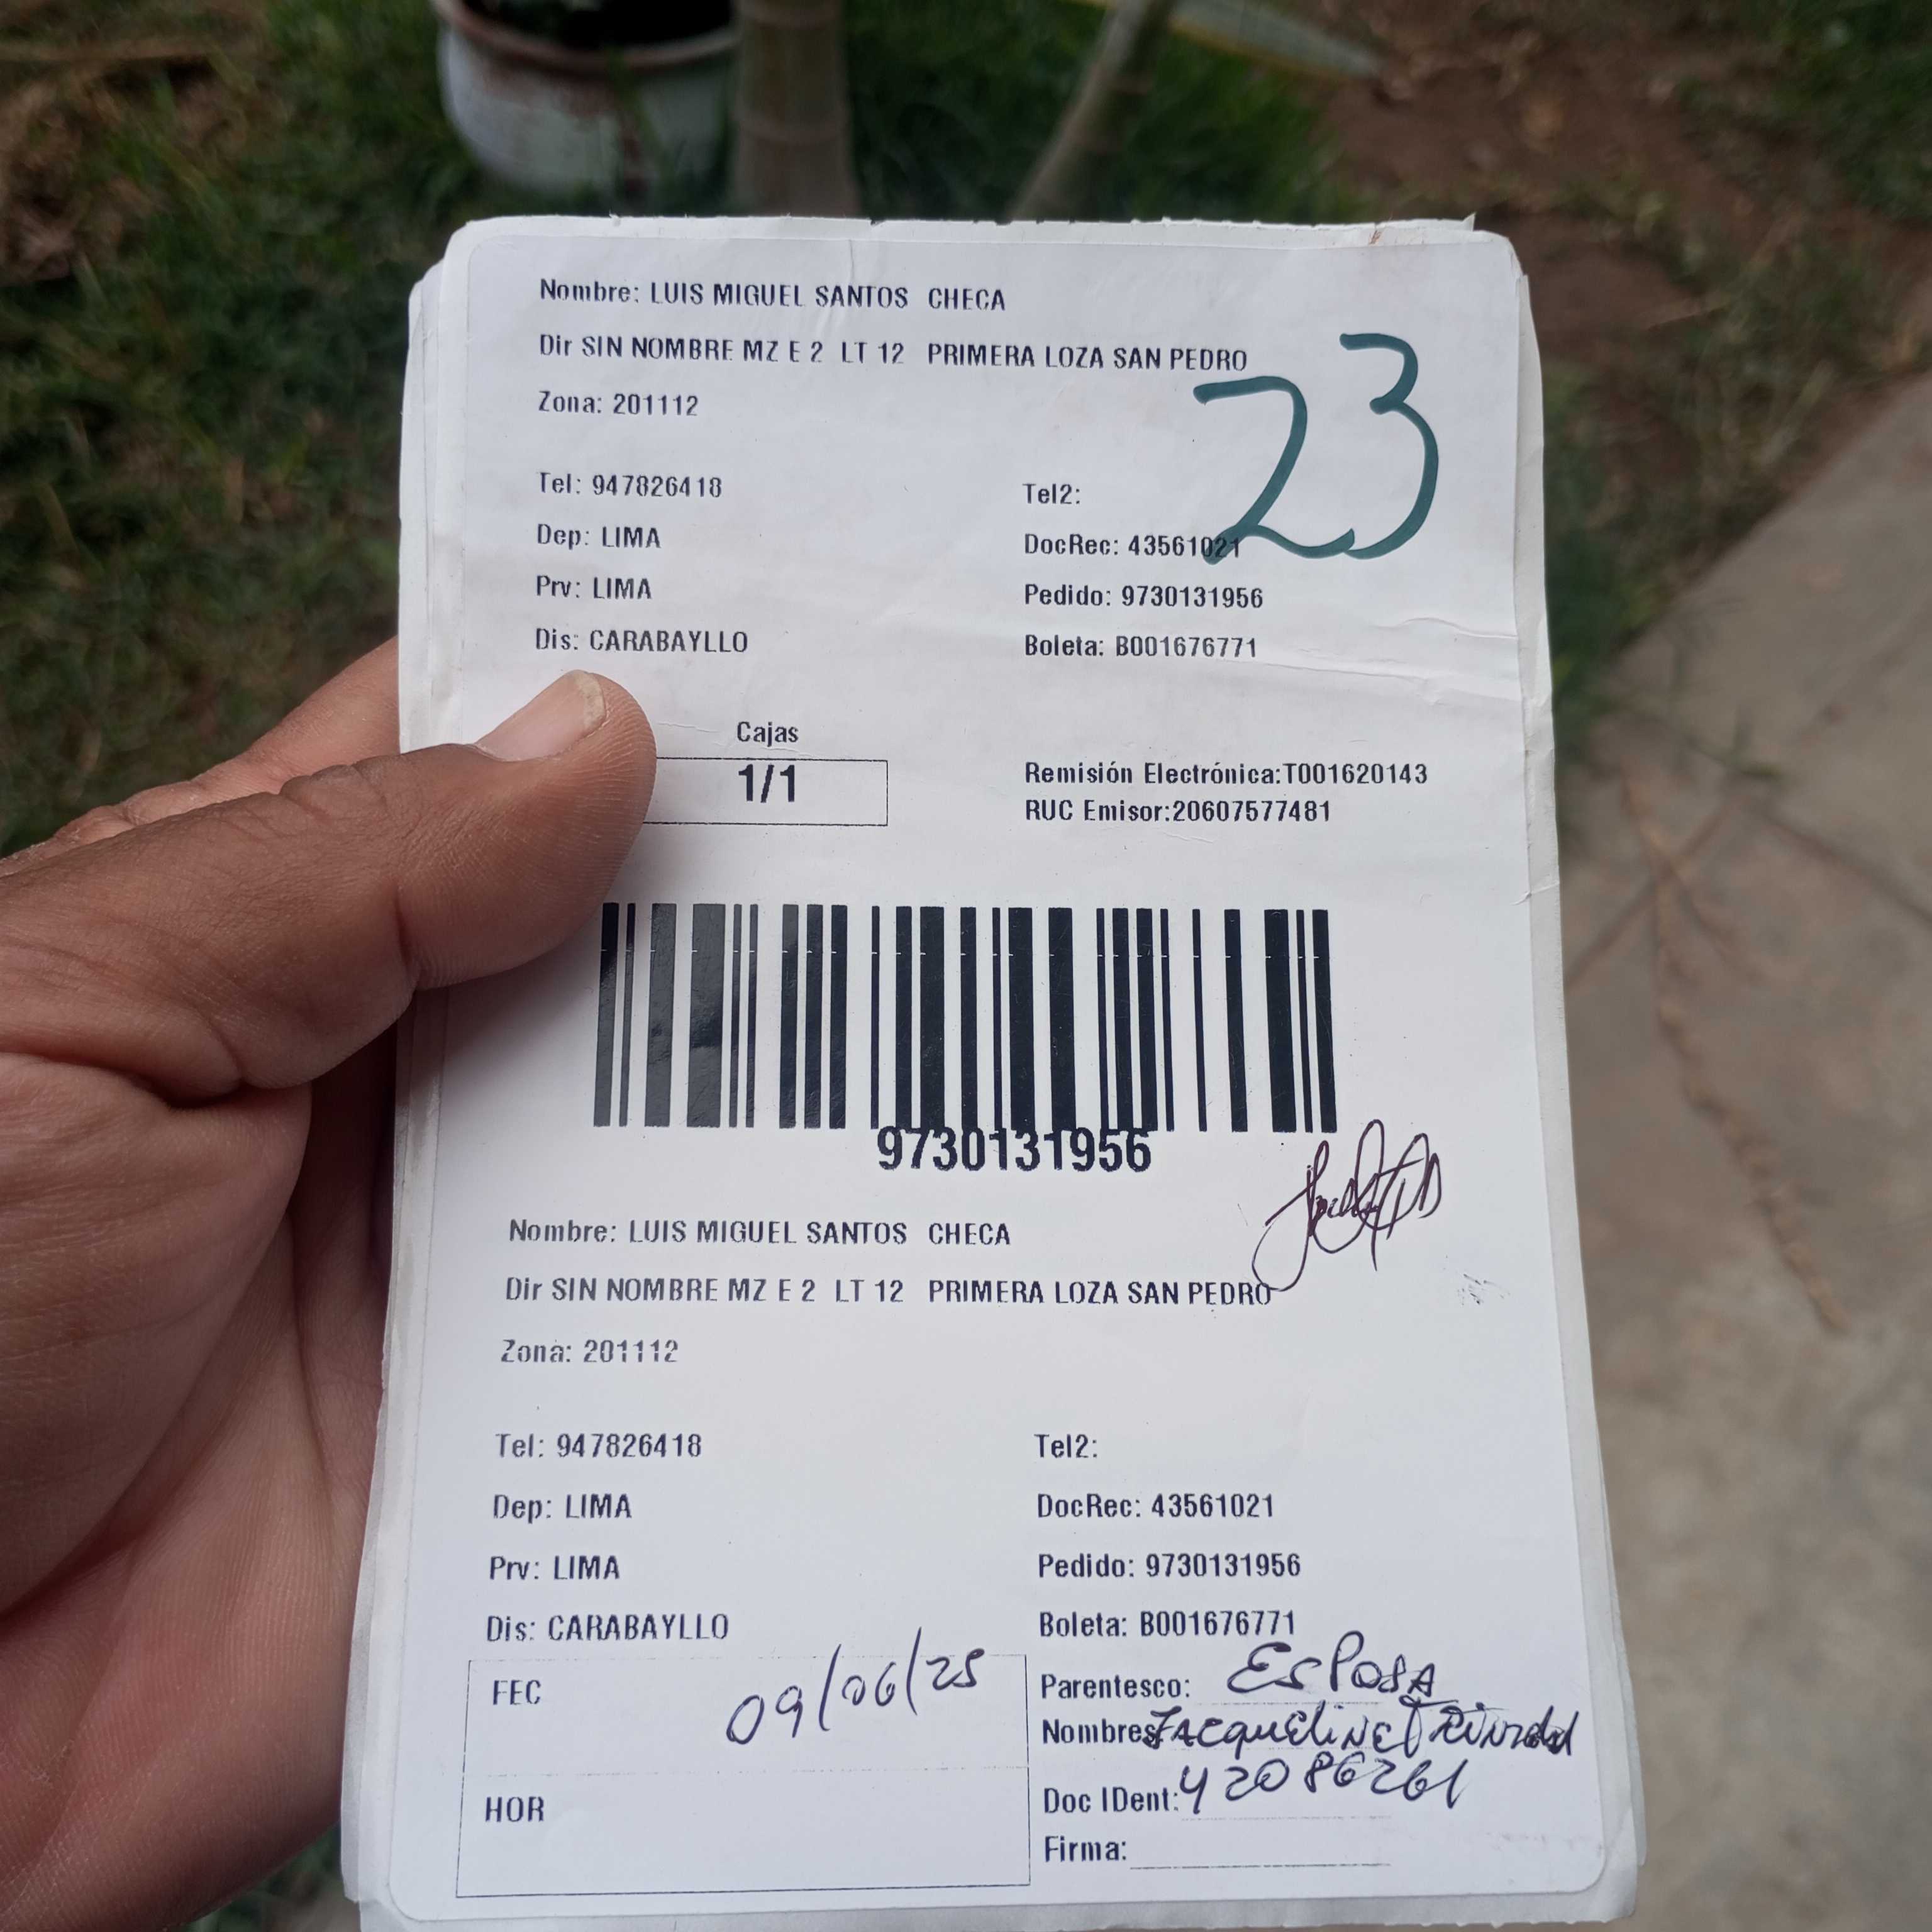 Nombre: LUIS MIGUEL SANTOS CHECA
Dir SIN NOMBRE MZ E 2 LT 12 PRIMERA LOZA SAN PEDRO
23
Zona: 201112
Tel: 947826418 Tel2:
Dep: LIMA DocRec: 43561021
Prv: LIMA Pedido: 9730131956
Dis: CARABAYLLO Boleta: B001676771
Cajas
1/1
Remisión Electrónica:T001620143
RUC Emisor:20607577481
9730131956
Nombre: LUIS MIGUEL SANTOS CHECA
Dir SIN NOMBRE MZ E 2 LT 12 PRIMERA LOZA SAN PEDRO
Zona: 201112
Tel: 947826418 Tel2:
Dep: LIMA DocRec: 43561021
Prv: LIMA Pedido: 9730131956
Dis: CARABAYLLO Boleta: B001676771
FEC 09/06/25
HOR
Parentesco: ESPOSA
Nombres: Jacqueline
Doc IDent: 42086261
Firma: